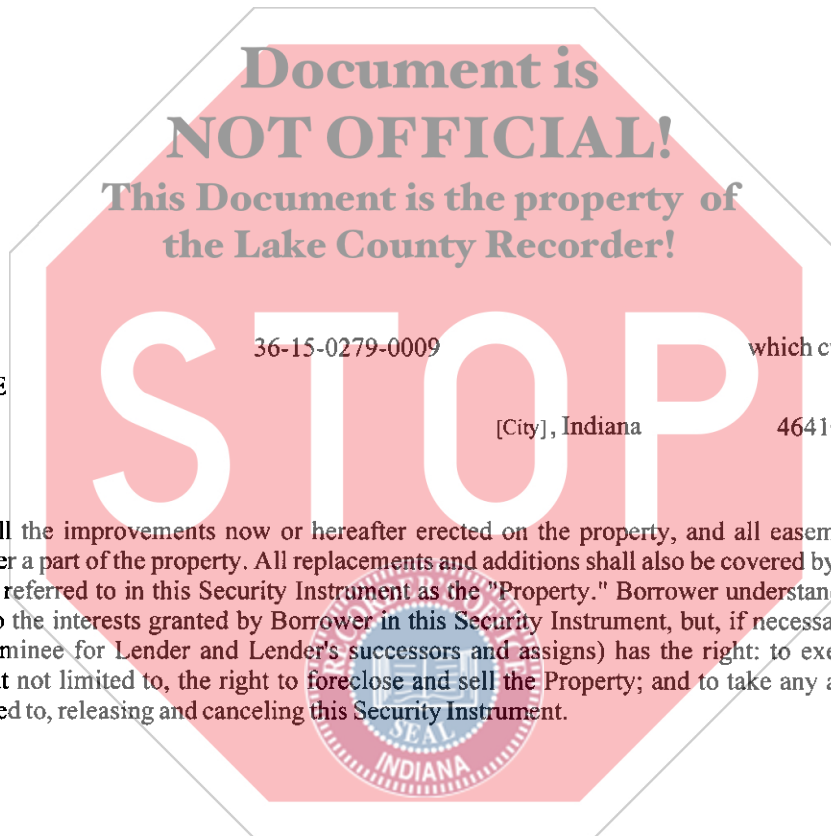 Document is
NOT OFFICIAL!
This Document is the property of
the Lake County Recorder!
STOP
36-15-0279-0009 which c
E
[City], Indiana 4641
ll the improvements now or hereafter erected on the property, and all easem
er a part of the property. All replacements and additions shall also be covered by
referred to in this Security Instrument as the "Property." Borrower understan
o the interests granted by Borrower in this Security Instrument, but, if necessa
minee for Lender and Lender's successors and assigns) has the right: to exe
t not limited to, the right to foreclose and sell the Property; and to take any a
ed to, releasing and canceling this Security Instrument.
RECORDER'S OFFICE
SEAL
INDIANA